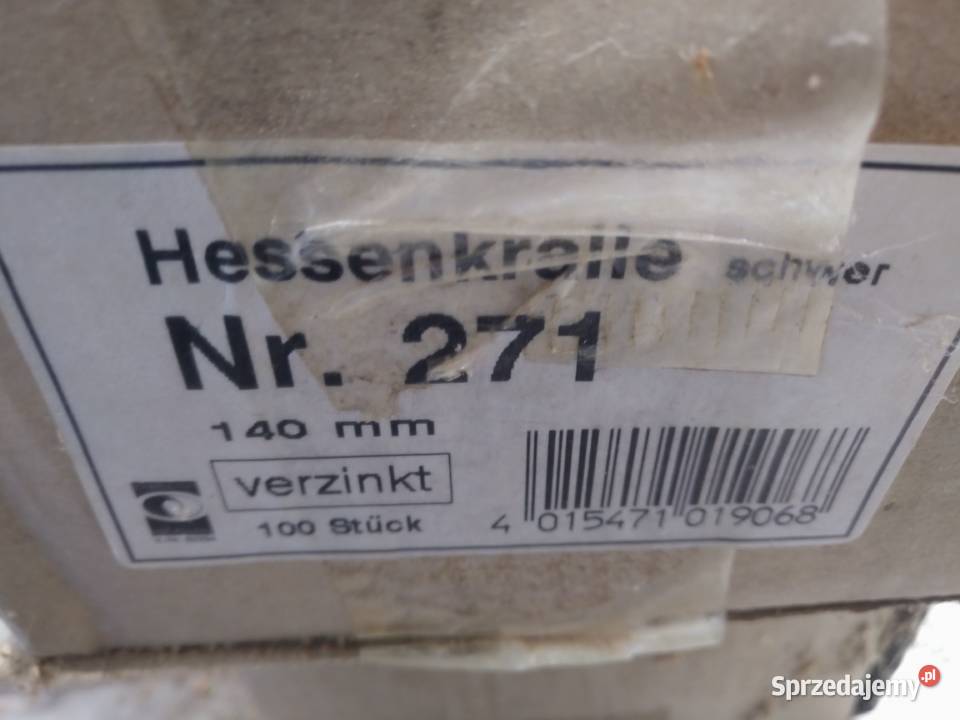 Hessenkralle schwer
Nr. 271
140 mm
verzinkt
100 Stück
4 015471 019068
Sprzedajemy.pl